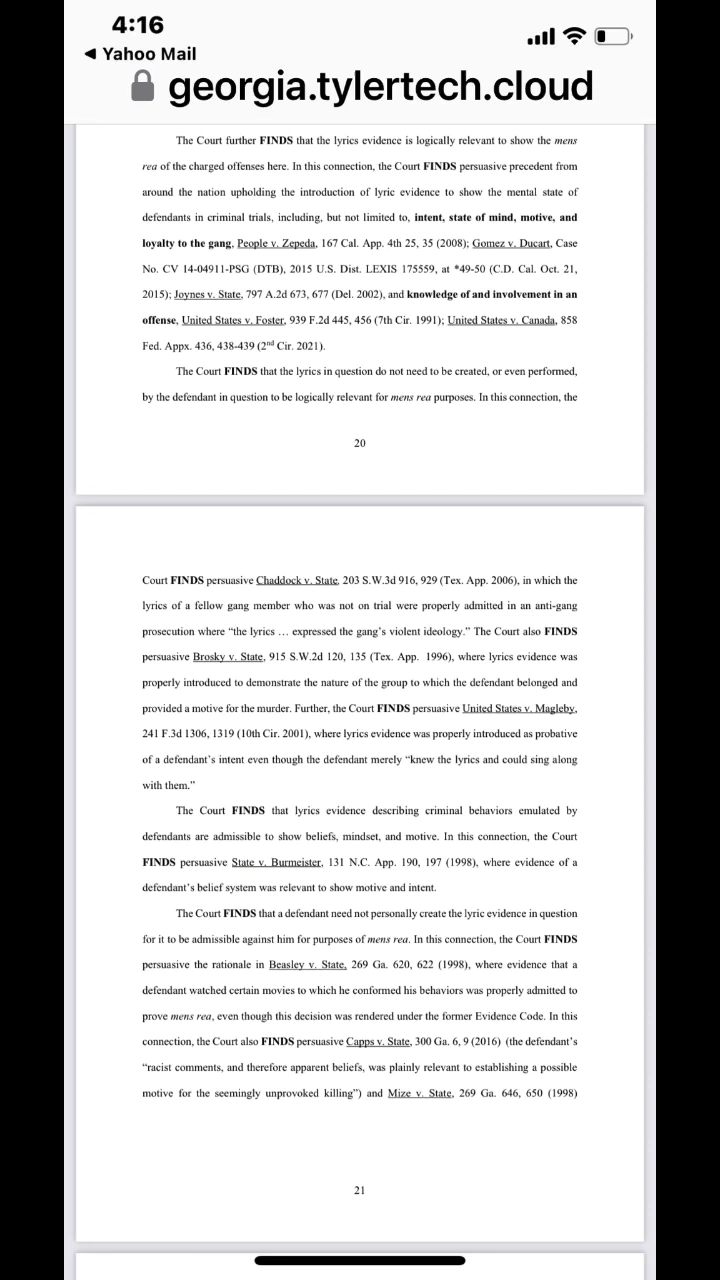 4:16
◄ Yahoo Mail
georgia.tylertech.cloud
The Court further FINDS that the lyrics evidence is logically relevant to show the mens
rea of the charged offenses here. In this connection, the Court FINDS persuasive precedent from
around the nation upholding the introduction of lyric evidence to show the mental state of
defendants in criminal trials, including, but not limited to, intent, state of mind, motive, and
loyalty to the gang, People v. Zepeda, 167 Cal. App. 4th 25, 35 (2008); Gomez v. Ducart, Case
No. CV 14-04911-PSG (DTB), 2015 U.S. Dist. LEXIS 175559, at *49-50 (C.D. Cal. Oct. 21,
2015); Joynes v. State, 797 A.2d 673, 677 (Del. 2002), and knowledge of and involvement in an
offense, United States v. Foster, 939 F.2d 445, 456 (7th Cir. 1991); United States v. Canada, 858
Fed. Appx. 436, 438-439 (2nd Cir. 2021).
The Court FINDS that the lyrics in question do not need to be created, or even performed,
by the defendant in question to be logically relevant for mens rea purposes. In this connection, the
20
Court FINDS persuasive Chaddock v. State, 203 S.W.3d 916, 929 (Tex. App. 2006), in which the
lyrics of a fellow gang member who was not on trial were properly admitted in an anti-gang
prosecution where “the lyrics … expressed the gang’s violent ideology.” The Court also FINDS
persuasive Brosky v. State, 915 S.W.2d 120, 135 (Tex. App. 1996), where lyrics evidence was
properly introduced to demonstrate the nature of the group to which the defendant belonged and
provided a motive for the murder. Further, the Court FINDS persuasive United States v. Magleby,
241 F.3d 1306, 1319 (10th Cir. 2001), where lyrics evidence was properly introduced as probative
of a defendant’s intent even though the defendant merely “knew the lyrics and could sing along
with them.”
The Court FINDS that lyrics evidence describing criminal behaviors emulated by
defendants are admissible to show beliefs, mindset, and motive. In this connection, the Court
FINDS persuasive State v. Burmeister, 131 N.C. App. 190, 197 (1998), where evidence of a
defendant’s belief system was relevant to show motive and intent.
The Court FINDS that a defendant need not personally create the lyric evidence in question
for it to be admissible against him for purposes of mens rea. In this connection, the Court FINDS
persuasive the rationale in Beasley v. State, 269 Ga. 620, 622 (1998), where evidence that a
defendant watched certain movies to which he conformed his behaviors was properly admitted to
prove mens rea, even though this decision was rendered under the former Evidence Code. In this
connection, the Court also FINDS persuasive Capps v. State, 300 Ga. 6, 9 (2016) (the defendant’s
“racist comments, and therefore apparent beliefs, was plainly relevant to establishing a possible
motive for the seemingly unprovoked killing”) and Mize v. State, 269 Ga. 646, 650 (1998)
21